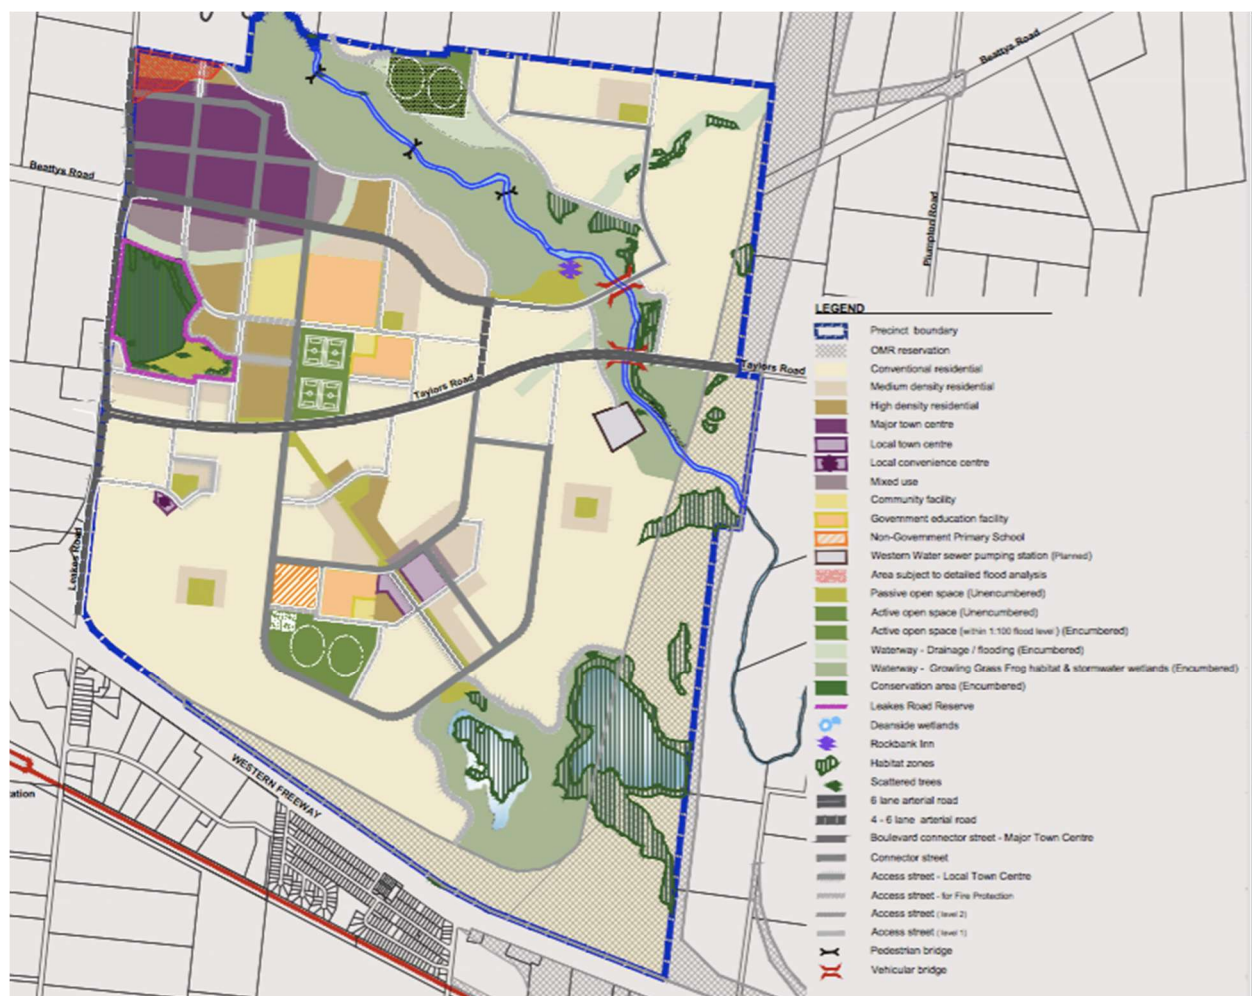 Beattys Road
Beattys Road
Plumpton Road
Taylors Road
Taylors Road
Leakes Road
WESTERN FREEWAY
ation
LEGEND
Precinct boundary
OMR reservation
Conventional residential
Medium density residential
High density residential
Major town centre
Local town centre
Local convenience centre
Mixed use
Community facility
Government education facility
Non-Government Primary School
Western Water sewer pumping station (Planned)
Area subject to detailed flood analysis
Passive open space (Unencumbered)
Active open space (Unencumbered)
Active open space (within 1:100 flood level) (Encumbered)
Waterway - Drainage / flooding (Encumbered)
Waterway - Growling Grass Frog habitat & stormwater wetlands (Encumbered)
Conservation area (Encumbered)
Leakes Road Reserve
Deanside wetlands
Rockbank Inn
Habitat zones
Scattered trees
6 lane arterial road
4 - 6 lane arterial road
Boulevard connector street - Major Town Centre
Connector street
Access street - Local Town Centre
Access street - for Fire Protection
Access street (level 2)
Access street (level 1)
Pedestrian bridge
Vehicular bridge